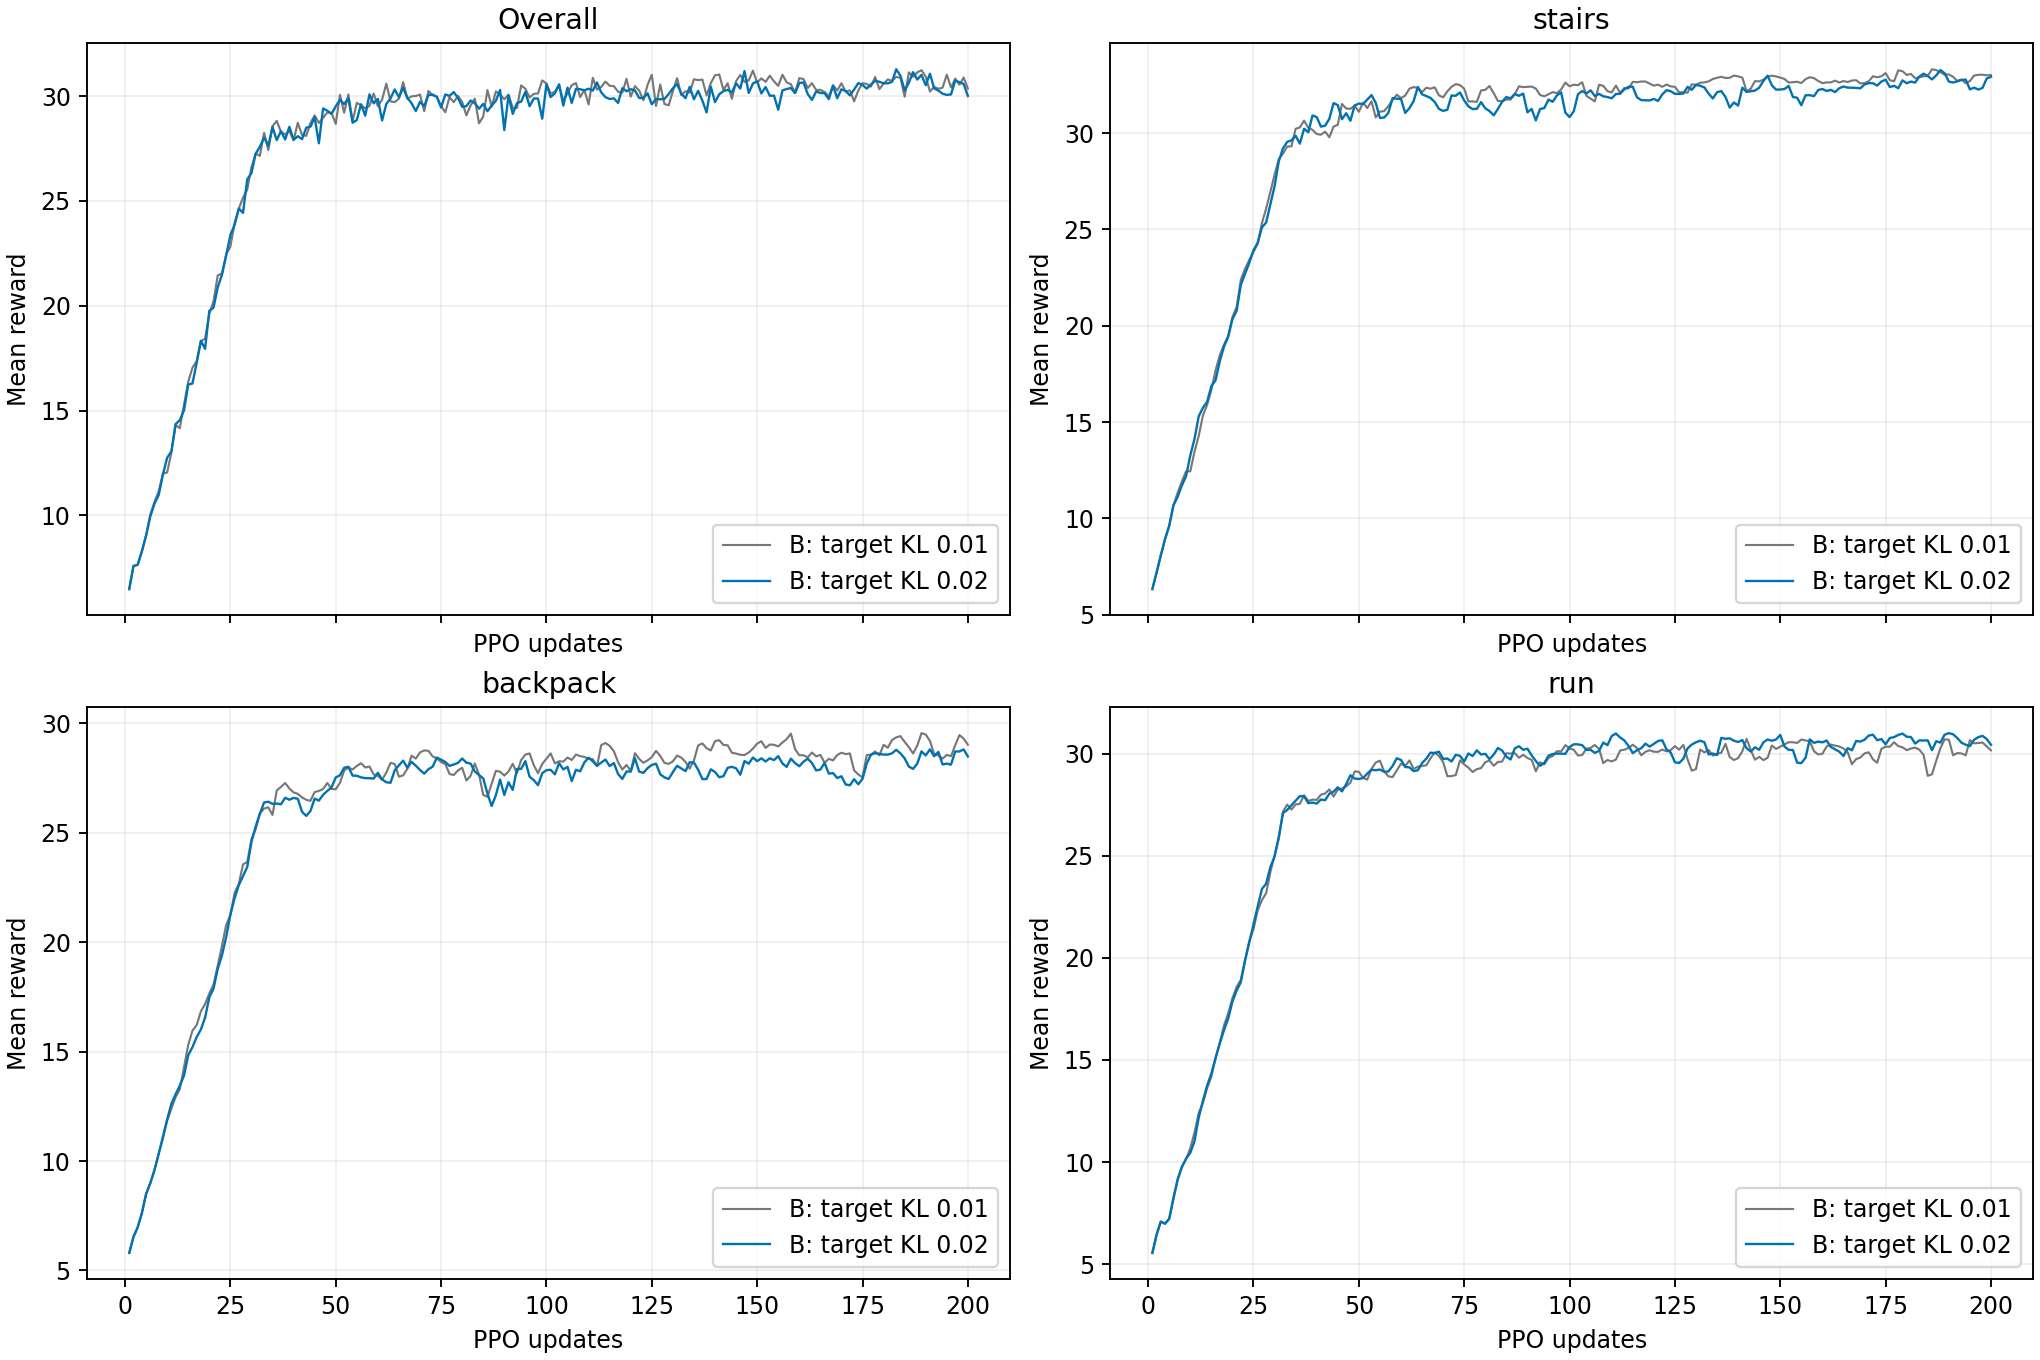 Overall
30
25
20
15
10
Mean reward
B: target KL 0.01
B: target KL 0.02
PPO updates
stairs
30
25
20
15
10
5
Mean reward
B: target KL 0.01
B: target KL 0.02
PPO updates
backpack
30
25
20
15
10
5
Mean reward
B: target KL 0.01
B: target KL 0.02
0 25 50 75 100 125 150 175 200
PPO updates
run
30
25
20
15
10
5
Mean reward
B: target KL 0.01
B: target KL 0.02
0 25 50 75 100 125 150 175 200
PPO updates